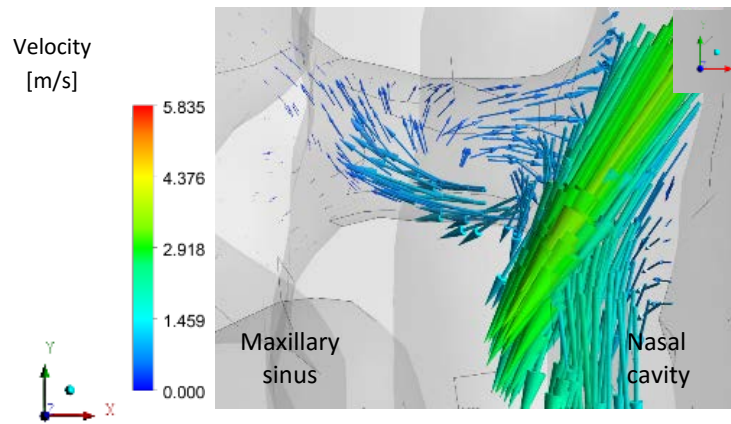 Velocity
[m/s]
5.835
4.376
2.918
1.459
0.000
Maxillary
sinus
Nasal
cavity
Y
Z
X